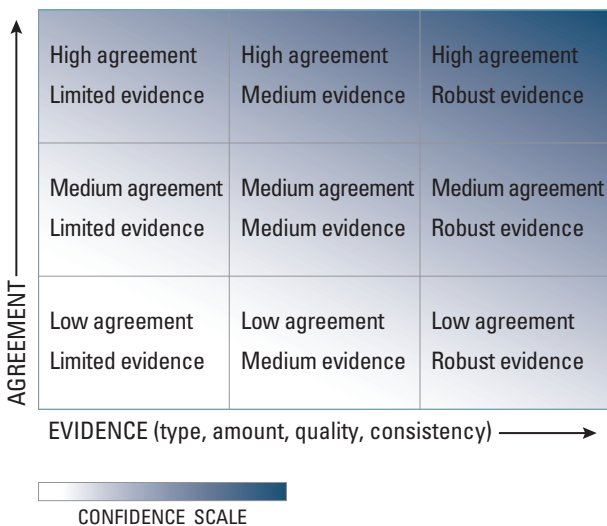 High agreement
Limited evidence
High agreement
Medium evidence
High agreement
Robust evidence
Medium agreement
Limited evidence
Medium agreement
Medium evidence
Medium agreement
Robust evidence
Low agreement
Limited evidence
Low agreement
Medium evidence
Low agreement
Robust evidence
AGREEMENT
EVIDENCE (type, amount, quality, consistency)
CONFIDENCE SCALE